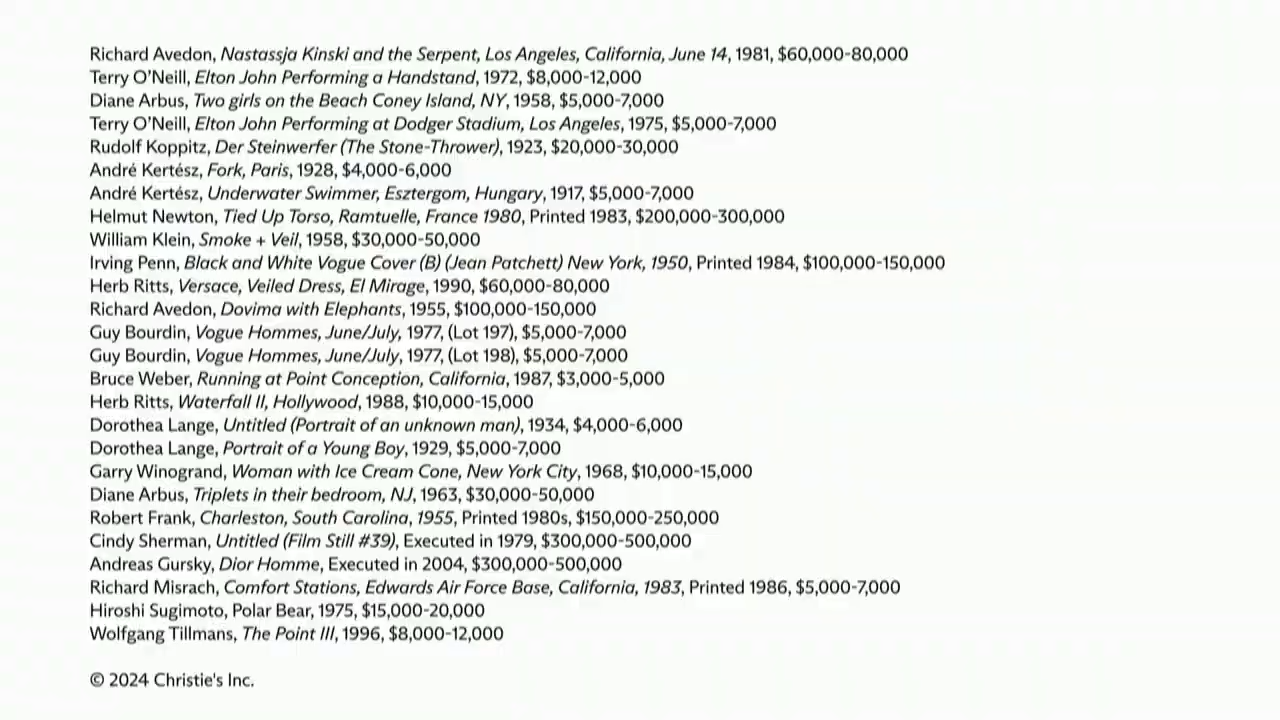 Richard Avedon, Nastassja Kinski and the Serpent, Los Angeles, California, June 14, 1981, $60,000-80,000
Terry O'Neill, Elton John Performing a Handstand, 1972, $8,000-12,000
Diane Arbus, Two girls on the Beach Coney Island, NY, 1958, $5,000-7,000
Terry O'Neill, Elton John Performing at Dodger Stadium, Los Angeles, 1975, $5,000-7,000
Rudolf Koppitz, Der Steinwerfer (The Stone-Thrower), 1923, $20,000-30,000
André Kertész, Fork, Paris, 1928, $4,000-6,000
André Kertész, Underwater Swimmer, Esztergom, Hungary, 1917, $5,000-7,000
Helmut Newton, Tied Up Torso, Ramtuelle, France 1980, Printed 1983, $200,000-300,000
William Klein, Smoke + Veil, 1958, $30,000-50,000
Irving Penn, Black and White Vogue Cover (B) (Jean Patchett) New York, 1950, Printed 1984, $100,000-150,000
Herb Ritts, Versace, Veiled Dress, El Mirage, 1990, $60,000-80,000
Richard Avedon, Dovima with Elephants, 1955, $100,000-150,000
Guy Bourdin, Vogue Hommes, June/July, 1977, (Lot 197), $5,000-7,000
Guy Bourdin, Vogue Hommes, June/July, 1977, (Lot 198), $5,000-7,000
Bruce Weber, Running at Point Conception, California, 1987, $3,000-5,000
Herb Ritts, Waterfall II, Hollywood, 1988, $10,000-15,000
Dorothea Lange, Untitled (Portrait of an unknown man), 1934, $4,000-6,000
Dorothea Lange, Portrait of a Young Boy, 1929, $5,000-7,000
Garry Winogrand, Woman with Ice Cream Cone, New York City, 1968, $10,000-15,000
Diane Arbus, Triplets in their bedroom, NJ, 1963, $30,000-50,000
Robert Frank, Charleston, South Carolina, 1955, Printed 1980s, $150,000-250,000
Cindy Sherman, Untitled (Film Still #39), Executed in 1979, $300,000-500,000
Andreas Gursky, Dior Homme, Executed in 2004, $300,000-500,000
Richard Misrach, Comfort Stations, Edwards Air Force Base, California, 1983, Printed 1986, $5,000-7,000
Hiroshi Sugimoto, Polar Bear, 1975, $15,000-20,000
Wolfgang Tillmans, The Point III, 1996, $8,000-12,000
© 2024 Christie's Inc.